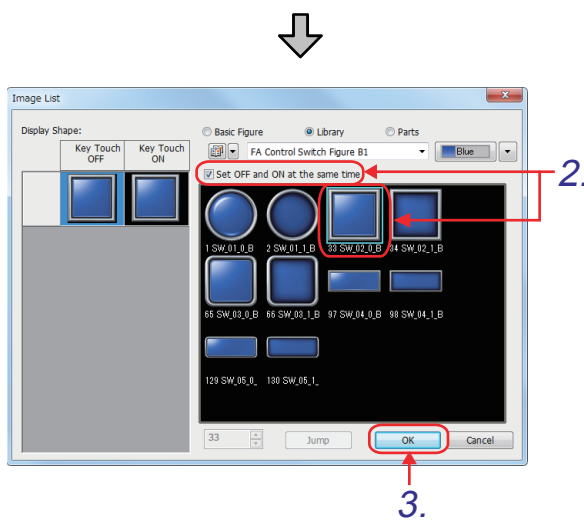 Image List
Display Shape:
Basic Figure Library Parts
Key Touch OFF
Key Touch ON
FA Control Switch Figure B1 Blue
Set OFF and ON at the same time
2.
1 SW_01_0_B 2 SW_01_1_B 33 SW_02_0_B 34 SW_02_1_B
65 SW_03_0_B 66 SW_03_1_B 97 SW_04_0_B 98 SW_04_1_B
129 SW_05_0_ 130 SW_05_1_
33 Jump OK Cancel
3.